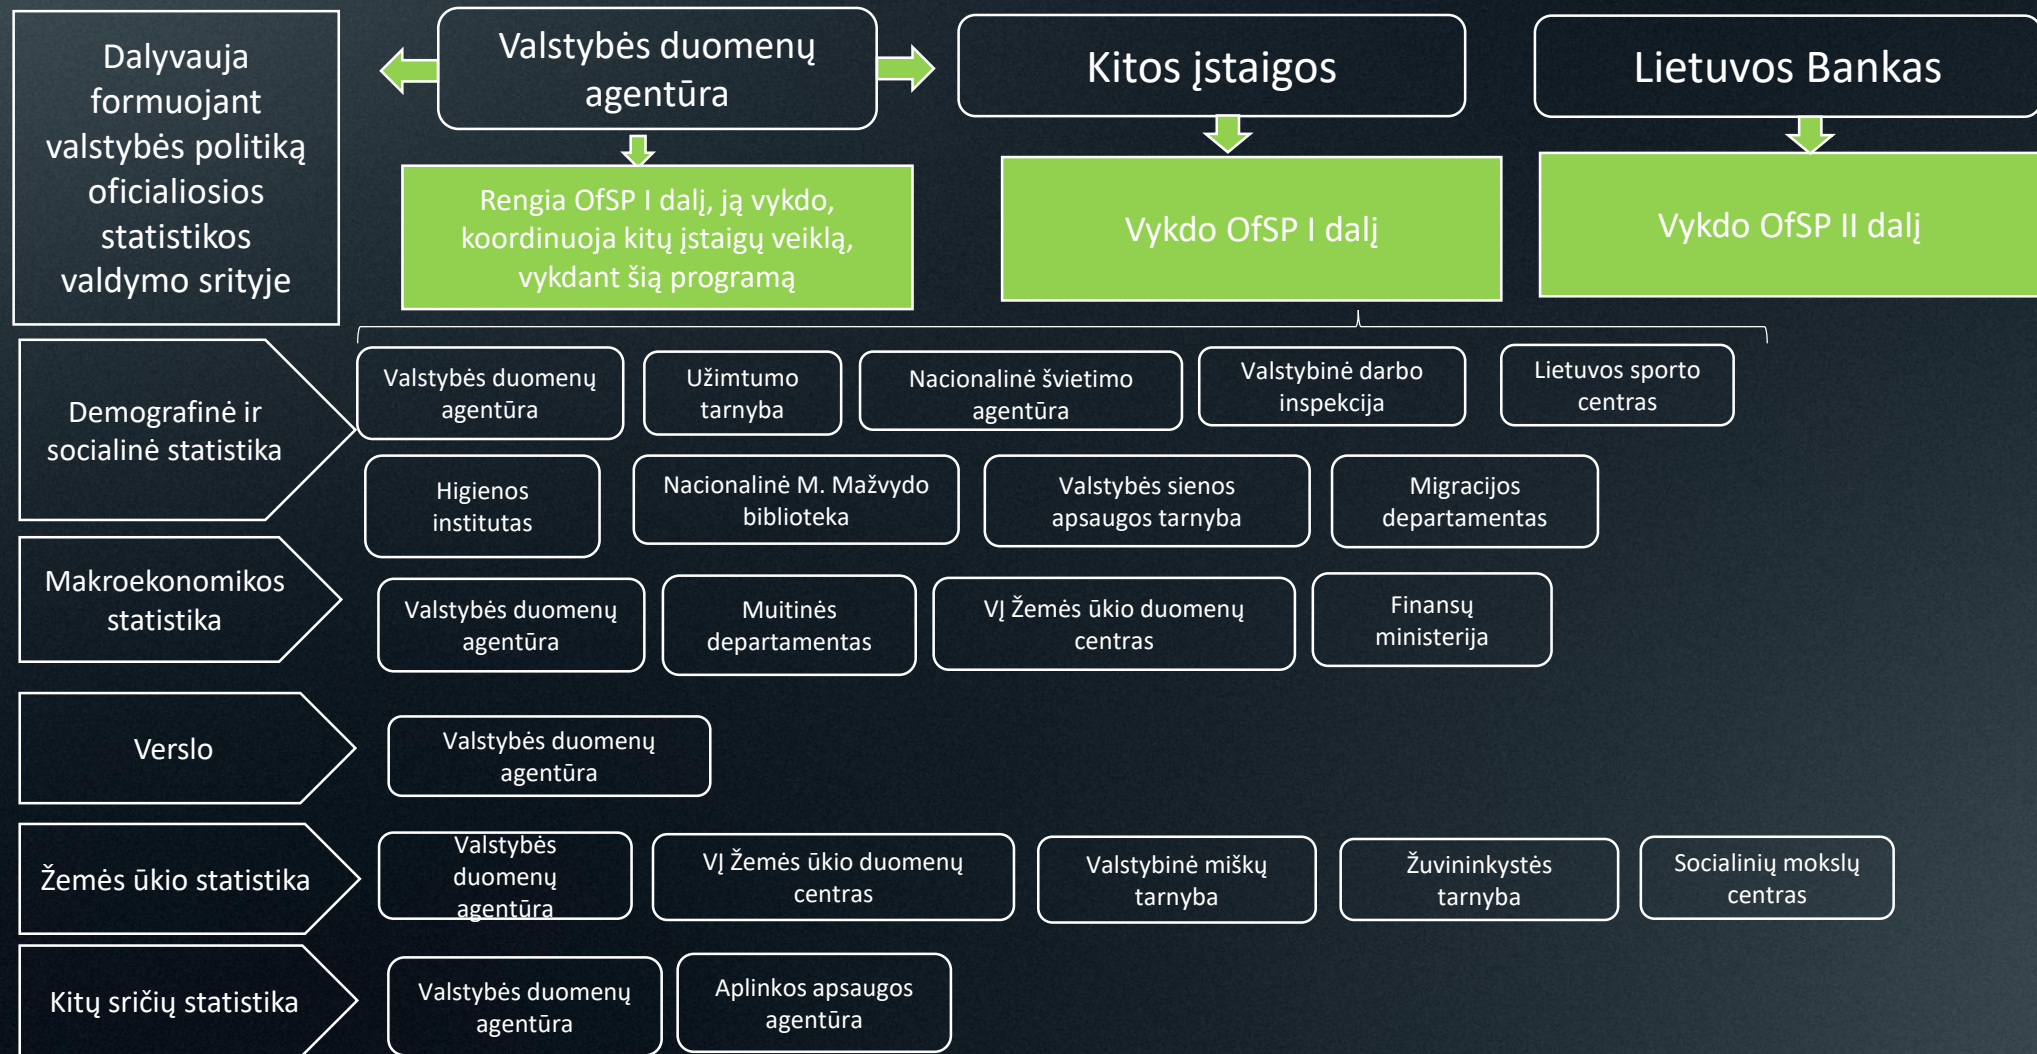 Dalyvauja
formuojant
valstybės politiką
oficialiosios
statistikos
valdymo srityje
Valstybės duomenų
agentūra
Kitos įstaigos
Lietuvos Bankas
Rengia OfSP I dalį, ją vykdo,
koordinuoja kitų įstaigų veiklą,
vykdant šią programą
Vykdo OfSP I dalį
Vykdo OfSP II dalį
Demografinė ir
socialinė statistika
Valstybės duomenų
agentūra
Užimtumo
tarnyba
Nacionalinė švietimo
agentūra
Valstybinė darbo
inspekcija
Lietuvos sporto
centras
Higienos
institutas
Nacionalinė M. Mažvydo
biblioteka
Valstybės sienos
apsaugos tarnyba
Migracijos
departamentas
Makroekonomikos
statistika
Valstybės duomenų
agentūra
Muitinės
departamentas
VĮ Žemės ūkio duomenų
centras
Finansų
ministerija
Verslo
Valstybės duomenų
agentūra
Žemės ūkio statistika
Valstybės
duomenų
agentūra
VĮ Žemės ūkio duomenų
centras
Valstybinė miškų
tarnyba
Žuvininkystės
tarnyba
Socialinių mokslų
centras
Kitų sričių statistika
Valstybės duomenų
agentūra
Aplinkos apsaugos
agentūra